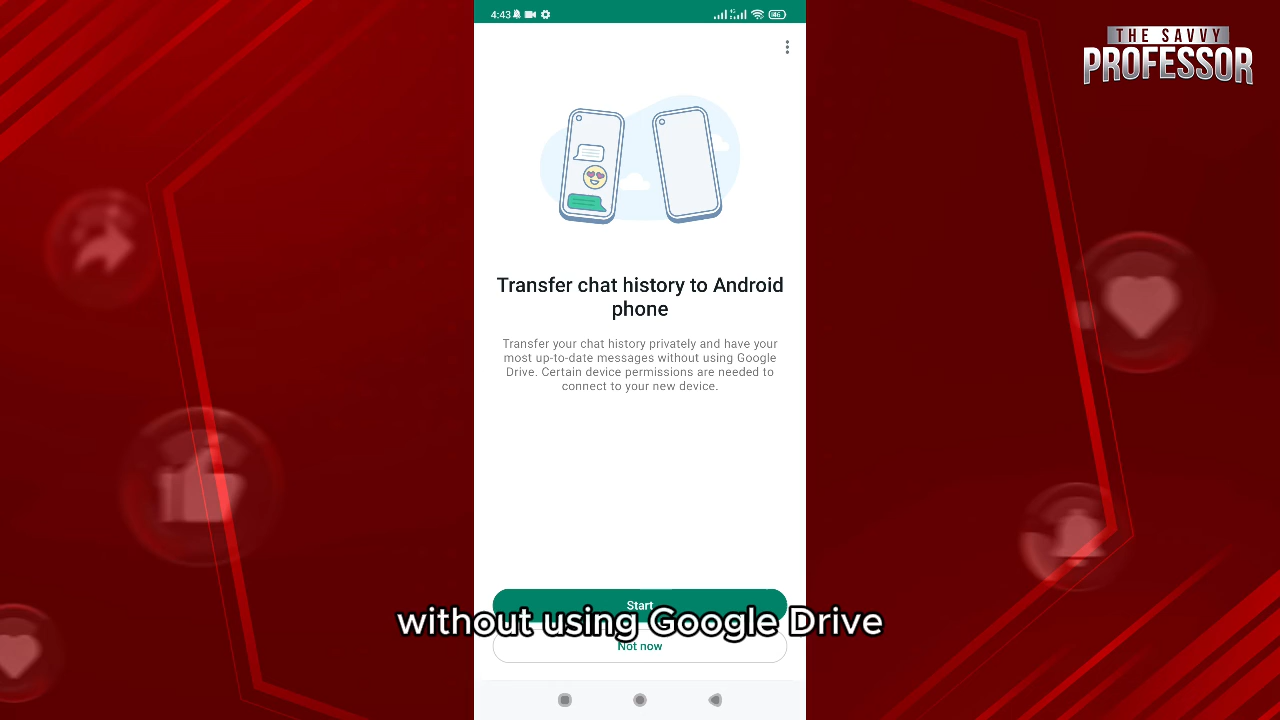 4:43
4G
46
THE SAVVY
PROFESSOR
Transfer chat history to Android
phone
Transfer your chat history privately and have your
most up-to-date messages without using Google
Drive. Certain device permissions are needed to
connect to your new device.
Start
without using Google Drive
Not now